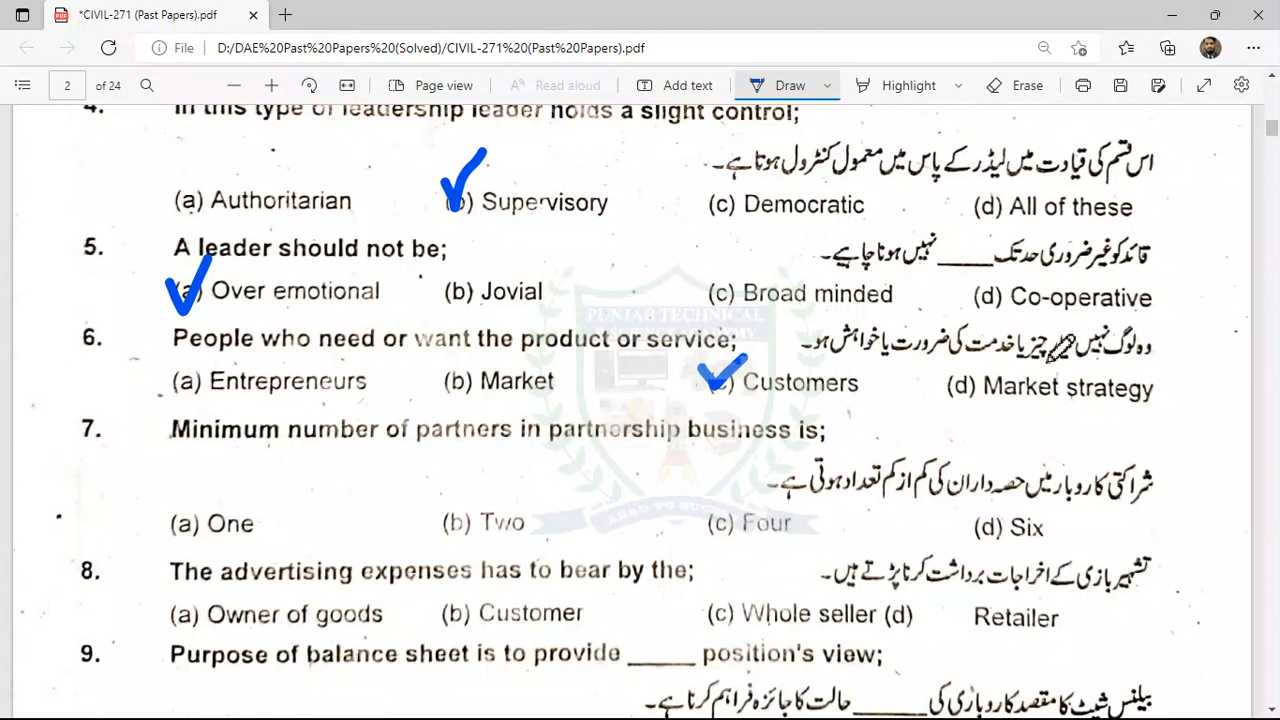 *CIVIL-271 (Past Papers).pdf
File D:/DAE%20Past%20Papers%20(Solved)/CIVIL-271%20(Past%20Papers).pdf
2 of 24 Page view Read aloud Add text Draw Highlight Erase
4. In this type of leadership leader holds a slight control;
اس قسم کی قیادت میں لیڈر کے پاس میں معمول کنٹرول ہوتا ہے۔
(a) Authoritarian (b) Supervisory (c) Democratic (d) All of these
5. A leader should not be; قائد کو غیر ضروری حد تک _____ نہیں ہونا چاہیے۔
(a) Over emotional (b) Jovial (c) Broad minded (d) Co-operative
6. People who need or want the product or service; وہ لوگ نہیں چیز یا خدمت کی ضرورت یا خواہش ہو۔
(a) Entrepreneurs (b) Market (c) Customers (d) Market strategy
7. Minimum number of partners in partnership business is;
شراکتی کاروبار میں حصہ داران کی کم از کم تعداد ہوتی ہے۔
(a) One (b) Two (c) Four (d) Six
8. The advertising expenses has to bear by the; تشہیر بازی کے اخراجات برداشت کرنا پڑتے ہیں۔
(a) Owner of goods (b) Customer (c) Whole seller (d) Retailer
9. Purpose of balance sheet is to provide _____ position's view;
بیلنس شیٹ کا مقصد کاروباری کی _____ حالت کا جائزہ فراہم کرنا ہے۔
PUNJAB TECHNICAL